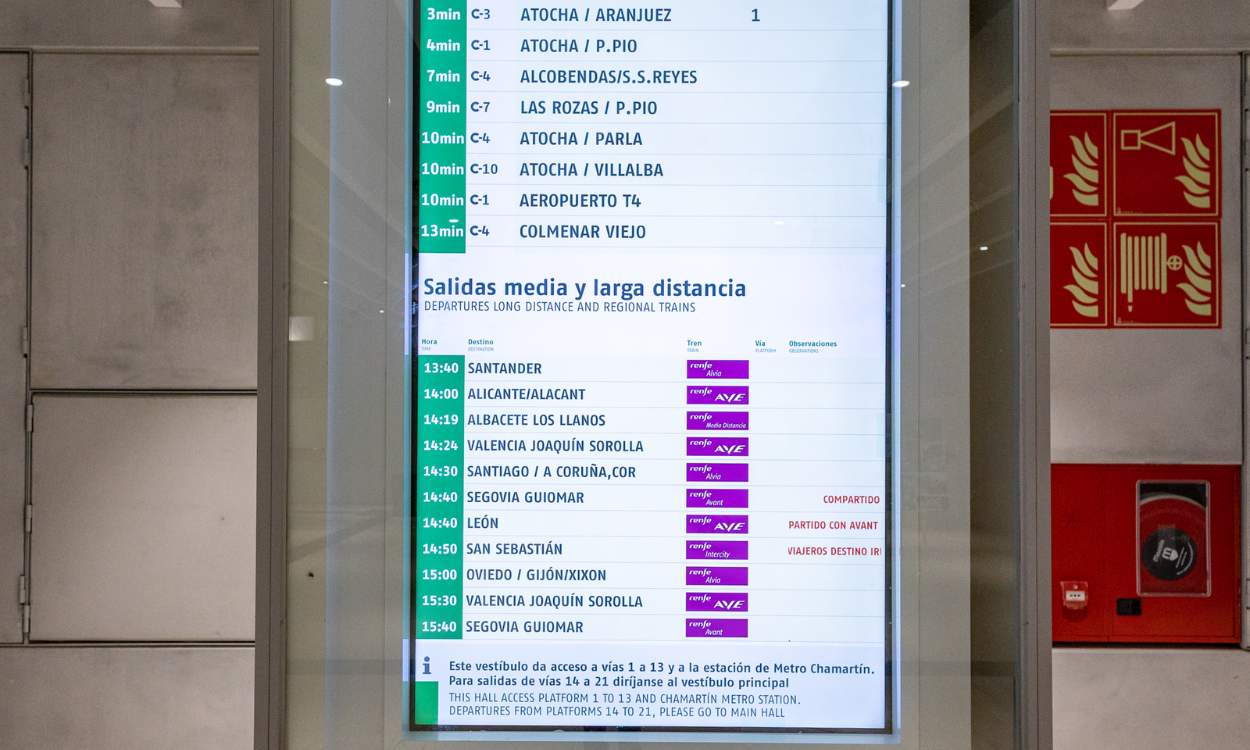 3min C-3 ATOCHA / ARANJUEZ 1
4min C-1 ATOCHA / P.PIO
7min C-4 ALCOBENDAS/S.S.REYES
9min C-7 LAS ROZAS / P.PIO
10min C-4 ATOCHA / PARLA
10min C-10 ATOCHA / VILLALBA
10min C-1 AEROPUERTO T4
13min C-4 COLMENAR VIEJO
Salidas media y larga distancia
DEPARTURES LONG DISTANCE AND REGIONAL TRAINS
Hora Destino Tren Vía Observaciones
TIME DESTINATION TRAIN PLATFORM OBSERVATIONS
13:40 SANTANDER renfe Alvia
14:00 ALICANTE/ALACANT renfe AVE
14:19 ALBACETE LOS LLANOS renfe Media Distancia
14:24 VALENCIA JOAQUÍN SOROLLA renfe AVE
14:30 SANTIAGO / A CORUÑA,COR renfe Alvia
14:40 SEGOVIA GUIOMAR renfe Avant COMPARTIDO
14:40 LEÓN renfe AVE PARTIDO CON AVANT
14:50 SAN SEBASTIÁN renfe Intercity VIAJEROS DESTINO IR
15:00 OVIEDO / GIJÓN/XIXON renfe Alvia
15:30 VALENCIA JOAQUÍN SOROLLA renfe AVE
15:40 SEGOVIA GUIOMAR renfe Avant
i Este vestíbulo da acceso a vías 1 a 13 y a la estación de Metro Chamartín.
Para salidas de vías 14 a 21 diríjanse al vestíbulo principal
THIS HALL ACCESS PLATFORM 1 TO 13 AND CHAMARTÍN METRO STATION.
DEPARTURES FROM PLATFORMS 14 TO 21, PLEASE GO TO MAIN HALL